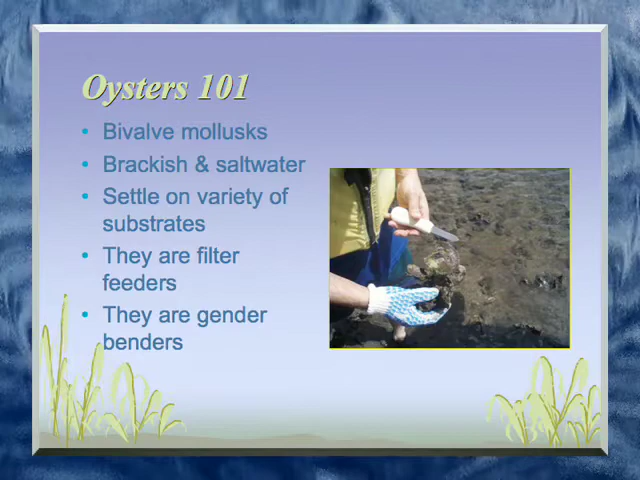 Oysters 101
• Bivalve mollusks
• Brackish & saltwater
• Settle on variety of
substrates
• They are filter
feeders
• They are gender
benders